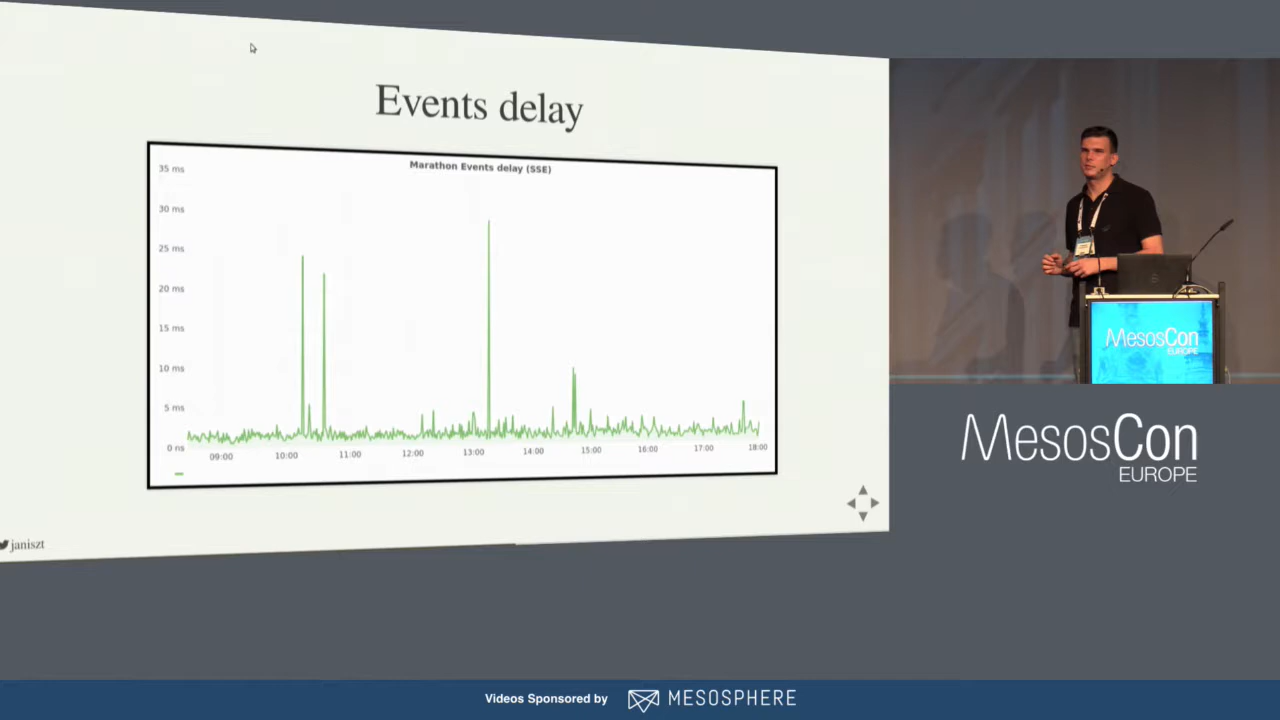 Events delay
Marathon Events delay (SSE)
35 ms
30 ms
25 ms
20 ms
15 ms
10 ms
5 ms
0 ns
09:00 10:00 11:00 12:00 13:00 14:00 15:00 16:00 17:00 18:00
janiszt
MesosCon
EUROPE
MesosCon
EUROPE
Videos Sponsored by MESOSPHERE